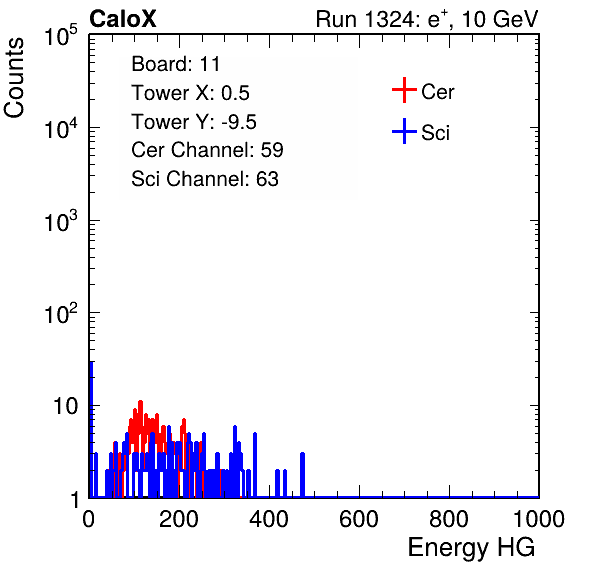 CaloX Run 1324: e⁺, 10 GeV
Counts
10⁵
10⁴
10³
10²
10
1
Board: 11
Tower X: 0.5
Tower Y: -9.5
Cer Channel: 59
Sci Channel: 63
Cer
Sci
0 200 400 600 800 1000
Energy HG